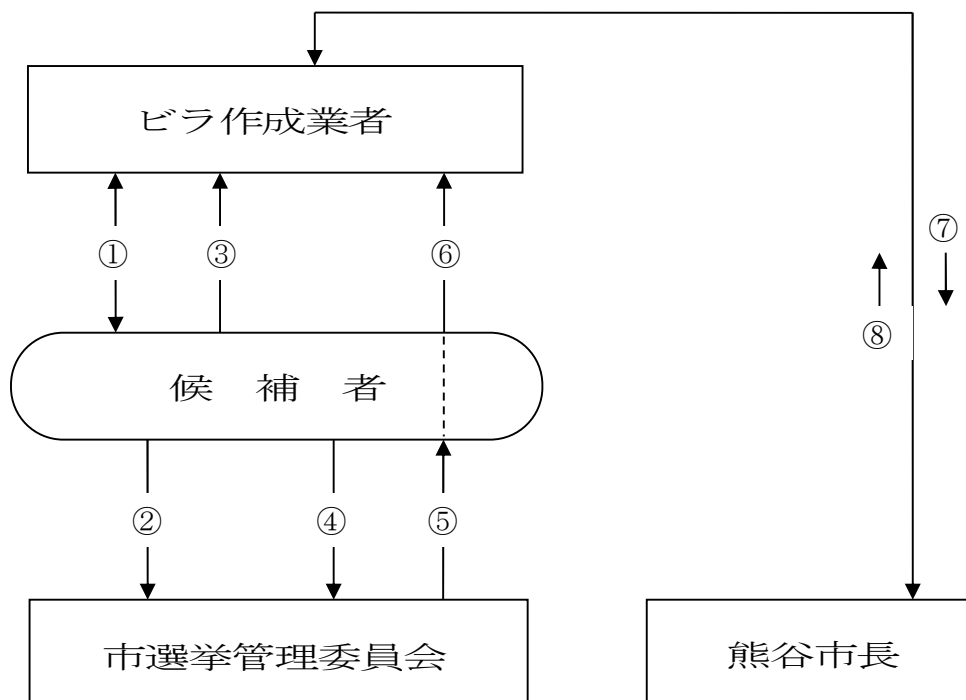 ビラ作成業者
① ③ ⑥ ⑦
⑧
候 補 者
② ④ ⑤
市選挙管理委員会 熊谷市長